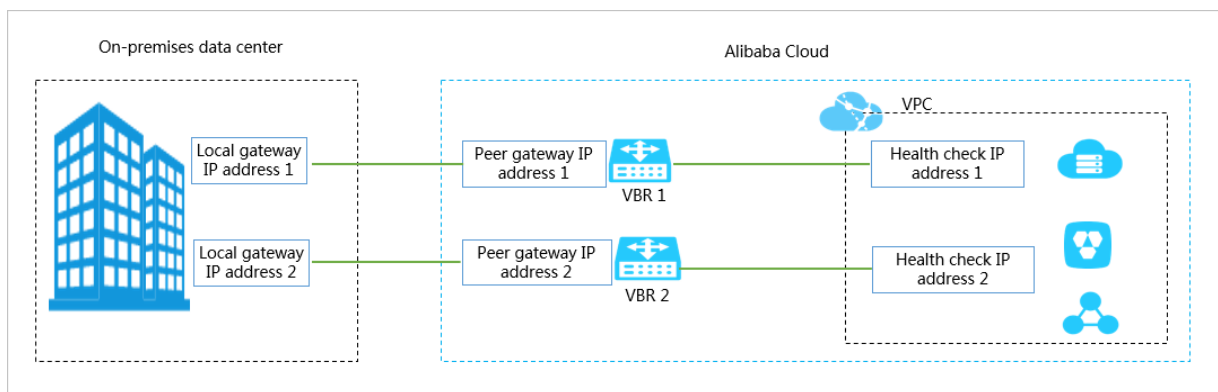 On-premises data center
Alibaba Cloud
VPC
Local gateway
IP address 1
Peer gateway IP
address 1
VBR 1
Health check IP
address 1
Local gateway
IP address 2
Peer gateway IP
address 2
VBR 2
Health check IP
address 2